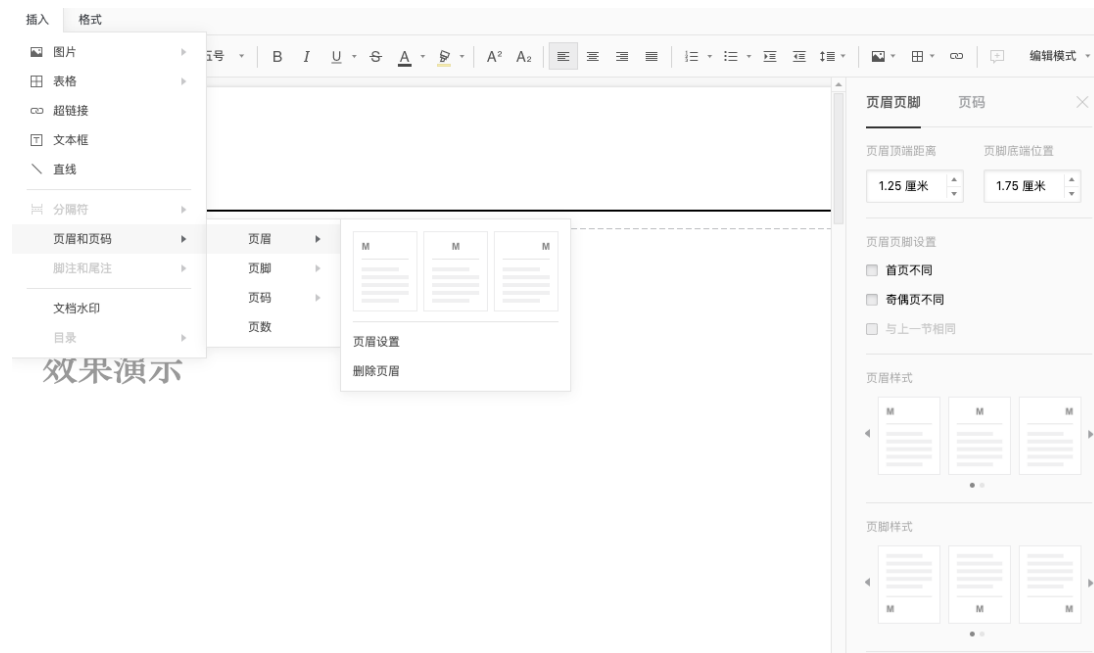 插入 格式
图片
五号 B I U S A A² A₂ 编辑模式
表格
超链接
文本框
直线
分隔符
页眉和页码
脚注和尾注
文档水印
目录
页眉
页脚
页码
页数
M M M
页眉设置
删除页眉
效果演示
页眉页脚 页码
页眉顶端距离 页脚底端位置
1.25 厘米 1.75 厘米
页眉页脚设置
首页不同
奇偶页不同
与上一节相同
页眉样式
M M M
页脚样式
M M M